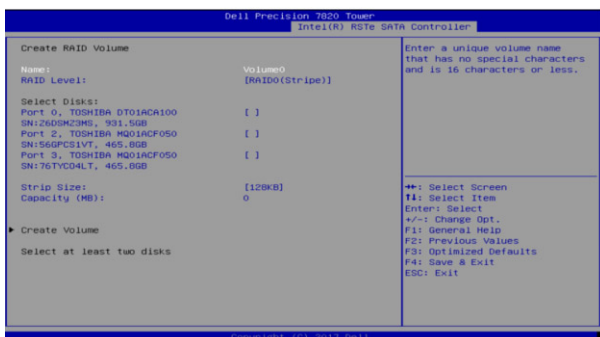 Dell Precision 7820 Tower
Intel(R) RSTe SATA Controller
Create RAID Volume
Name: Volume0
RAID Level: [RAID0(Stripe)]
Select Disks:
Port 0, TOSHIBA DT01ACA100 [ ]
SN:Z6DSMZ3MS, 931.5GB
Port 2, TOSHIBA MQ01ACF050 [ ]
SN:56GPCS1VT, 465.8GB
Port 3, TOSHIBA MQ01ACF050 [ ]
SN:76TYC04LT, 465.8GB
Strip Size: [128KB]
Capacity (MB): 0
Create Volume
Select at least two disks
Enter a unique volume name
that has no special characters
and is 16 characters or less.
↔: Select Screen
↑↓: Select Item
Enter: Select
+/-: Change Opt.
F1: General Help
F2: Previous Values
F3: Optimized Defaults
F4: Save & Exit
ESC: Exit
Copyright (C) 2017 Dell